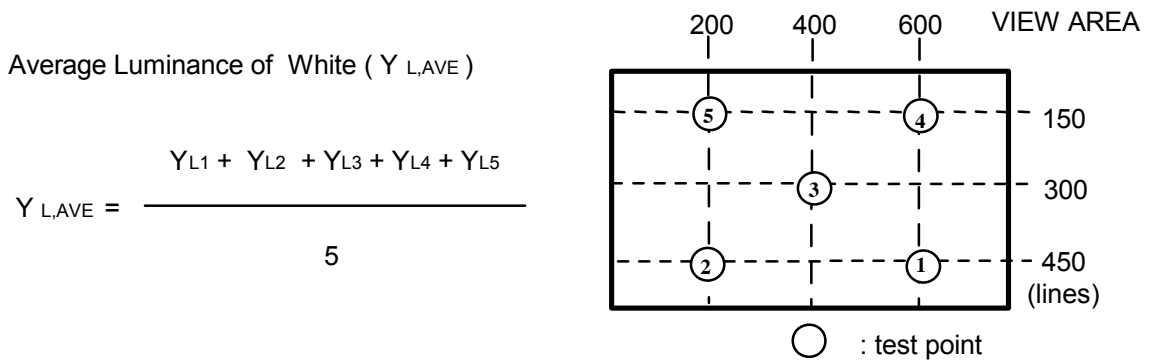 Average Luminance of White ( Y L,AVE )
YL1 + YL2 + YL3 + YL4 + YL5
Y L,AVE =
5
200 400 600 VIEW AREA
5 4 150
3 300
2 1 450
(lines)
: test point